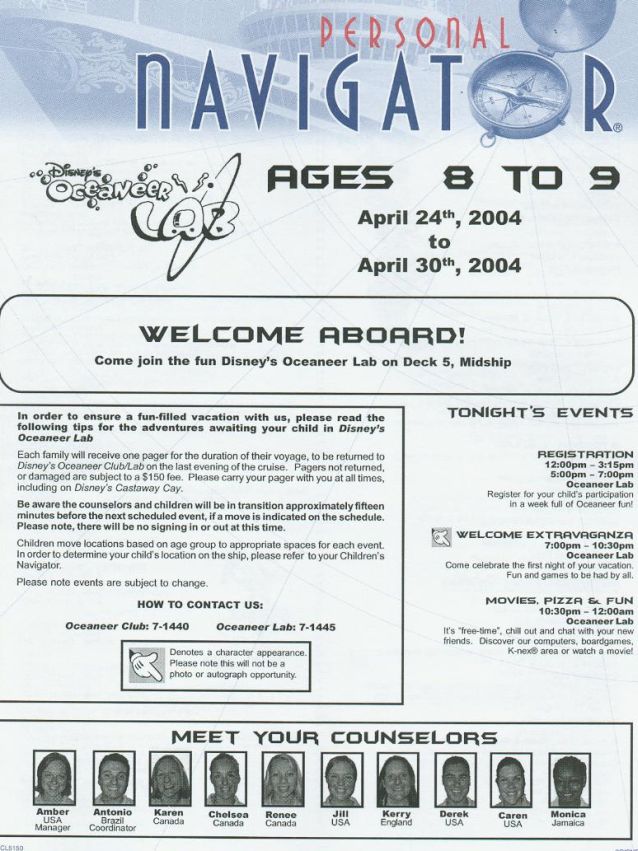 PERSONAL
NAVIGATOR®
Disney's
Oceaneer
LAB
AGES 8 TO 9
April 24th, 2004
to
April 30th, 2004
WELCOME ABOARD!
Come join the fun Disney's Oceaneer Lab on Deck 5, Midship
In order to ensure a fun-filled vacation with us, please read the
following tips for the adventures awaiting your child in Disney's
Oceaneer Lab
Each family will receive one pager for the duration of their voyage, to be returned to
Disney's Oceaneer Club/Lab on the last evening of the cruise. Pagers not returned,
or damaged are subject to a $150 fee. Please carry your pager with you at all times,
including on Disney's Castaway Cay.
Be aware the counselors and children will be in transition approximately fifteen
minutes before the next scheduled event, if a move is indicated on the schedule.
Please note, there will be no signing in or out at this time.
Children move locations based on age group to appropriate spaces for each event.
In order to determine your child's location on the ship, please refer to your Children's
Navigator.
Please note events are subject to change.
HOW TO CONTACT US:
Oceaneer Club: 7-1440 Oceaneer Lab: 7-1445
Denotes a character appearance.
Please note this will not be a
photo or autograph opportunity.
TONIGHT'S EVENTS
REGISTRATION
12:00pm – 3:15pm
5:00pm – 7:00pm
Oceaneer Lab
Register for your child's participation
in a week full of Oceaneer fun!
WELCOME EXTRAVAGANZA
7:00pm – 10:30pm
Oceaneer Lab
Come celebrate the first night of your vacation.
Fun and games to be had by all.
MOVIES, PIZZA & FUN
10:30pm – 12:00am
Oceaneer Lab
It's "free-time", chill out and chat with your new
friends. Discover our computers, boardgames,
K-nex® area or watch a movie!
MEET YOUR COUNSELORS
Amber
USA
Manager
Antonio
Brazil
Coordinator
Karen
Canada
Chelsea
Canada
Renee
Canada
Jill
USA
Kerry
England
Derek
USA
Caren
USA
Monica
Jamaica
CL5150